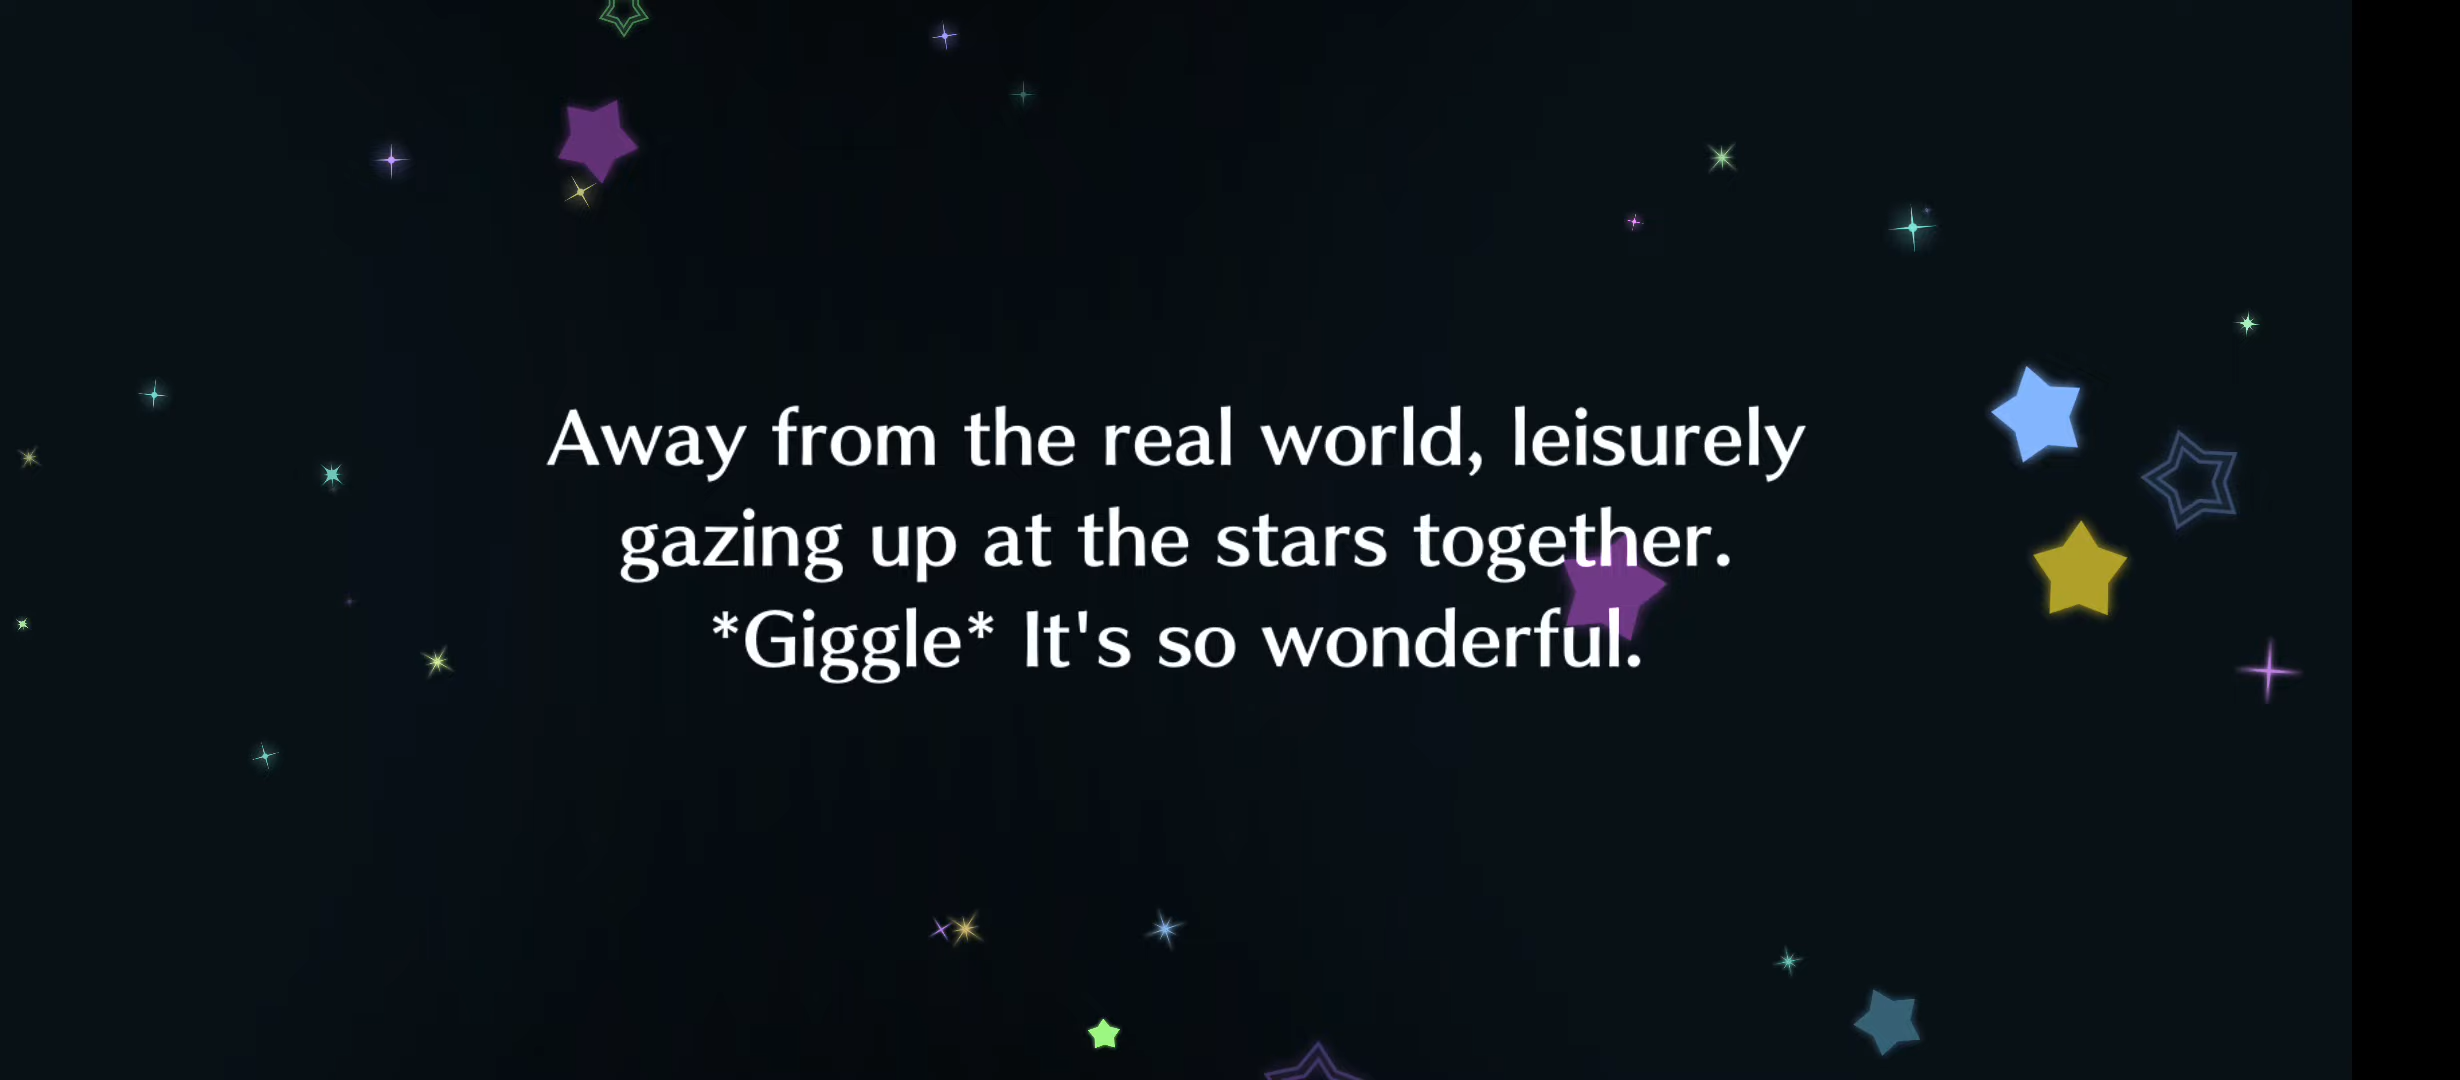 Away from the real world, leisurely
gazing up at the stars together.
*Giggle* It's so wonderful.